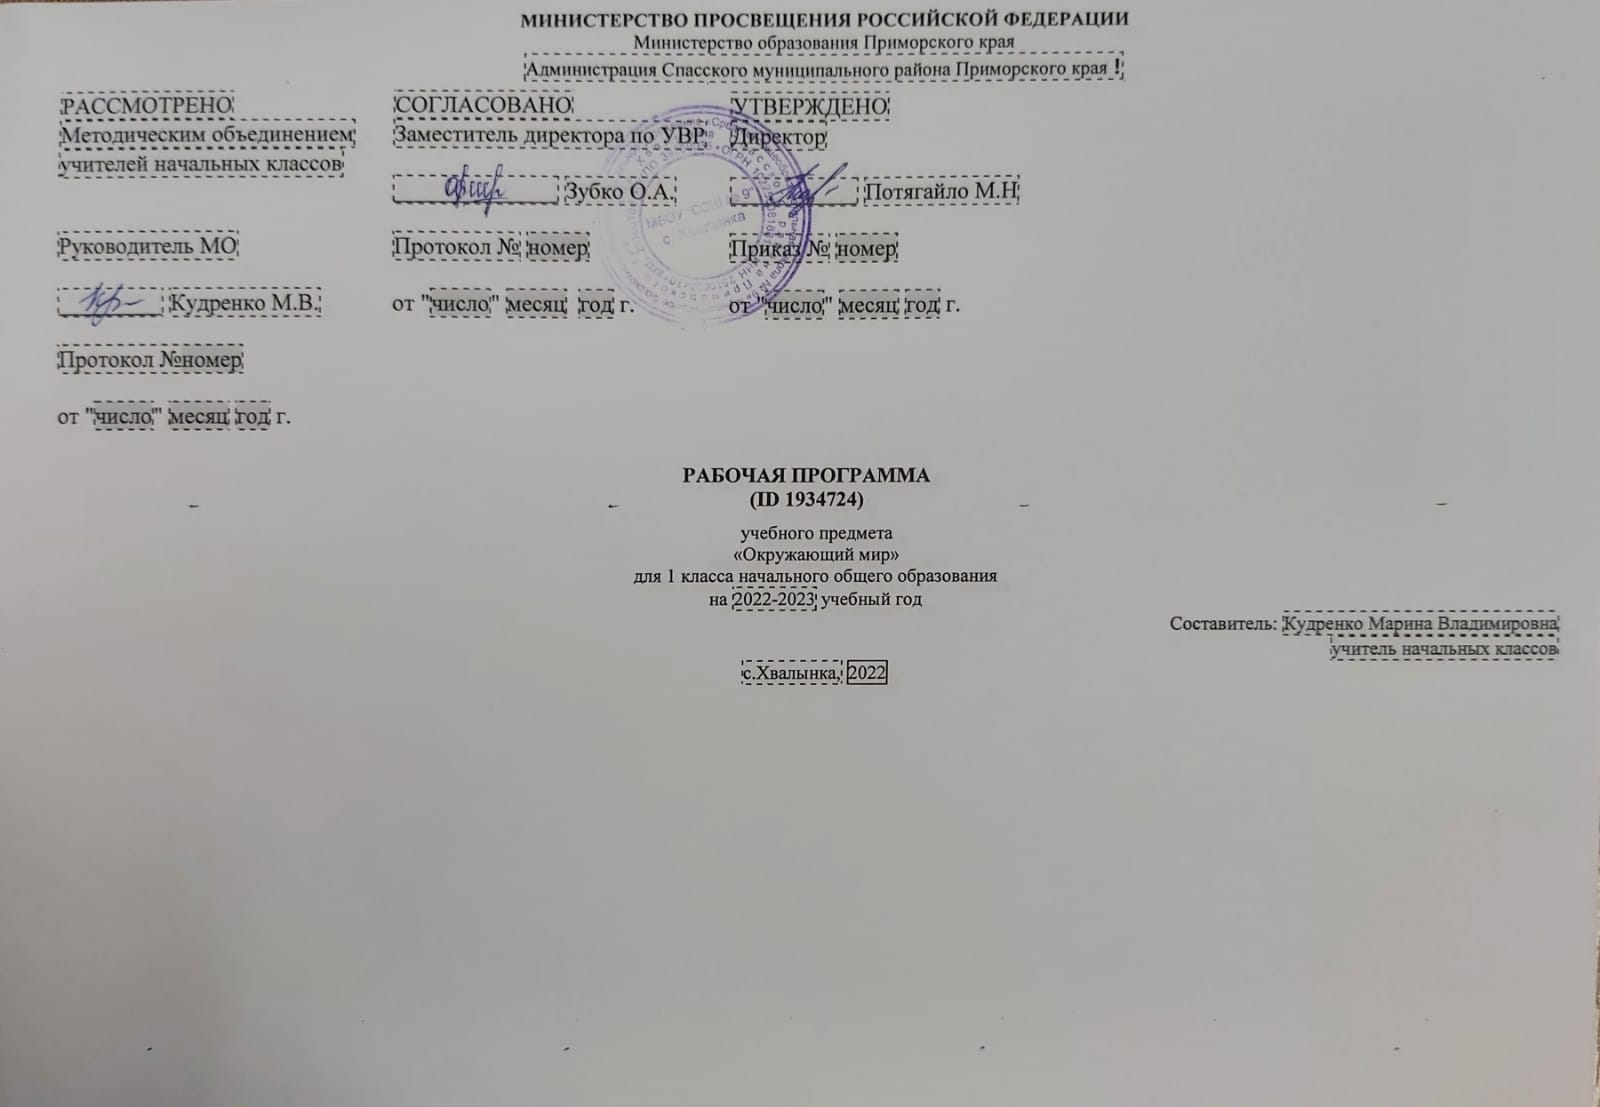 МИНИСТЕРСТВО ПРОСВЕЩЕНИЯ РОССИЙСКОЙ ФЕДЕРАЦИИ
Министерство образования Приморского края
Администрация Спасского муниципального района Приморского края !
РАССМОТРЕНО
Методическим объединением
учителей начальных классов
Руководитель МО
Кудренко М.В.
Протокол №номер
от "число" месяц год г.
СОГЛАСОВАНО
Заместитель директора по УВР
Зубко О.А.
Протокол № номер
от "число" месяц год г.
УТВЕРЖДЕНО
Директор
Потягайло М.Н
Приказ № номер
от "число" месяц год г.
РАБОЧАЯ ПРОГРАММА
(ID 1934724)
учебного предмета
«Окружающий мир»
для 1 класса начального общего образования
на 2022-2023 учебный год
Составитель: Кудренко Марина Владимировна
учитель начальных классов
с.Хвалынка, 2022